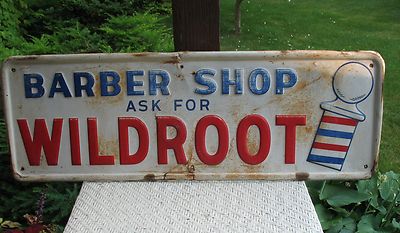 BARBER SHOP
ASK FOR
WILDROOT